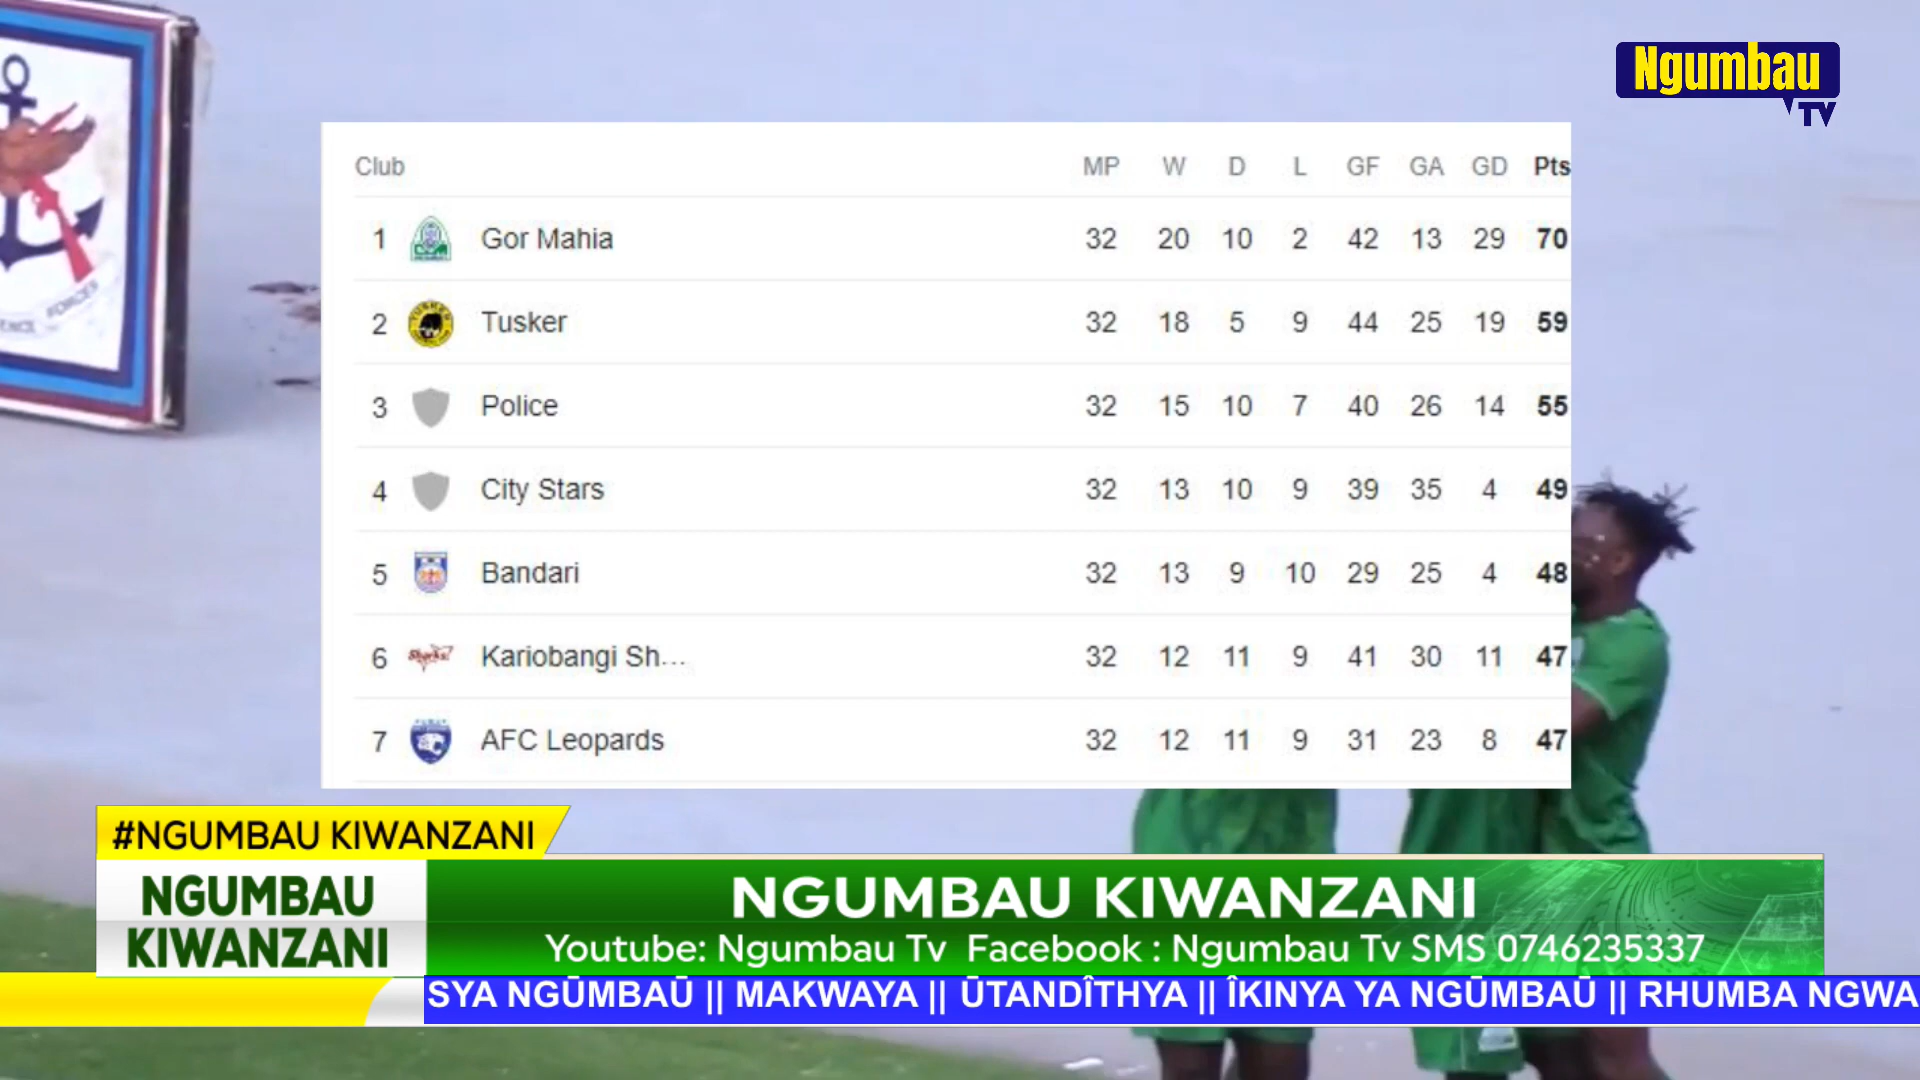 Ngumbau
TV
Club MP W D L GF GA GD Pts
1 Gor Mahia 32 20 10 2 42 13 29 70
2 Tusker 32 18 5 9 44 25 19 59
3 Police 32 15 10 7 40 26 14 55
4 City Stars 32 13 10 9 39 35 4 49
5 Bandari 32 13 9 10 29 25 4 48
6 Sharks Kariobangi Sh... 32 12 11 9 41 30 11 47
7 AFC Leopards 32 12 11 9 31 23 8 47
#NGUMBAU KIWANZANI
NGUMBAU
KIWANZANI
NGUMBAU KIWANZANI
Youtube: Ngumbau Tv Facebook : Ngumbau Tv SMS 0746235337
SYA NGŪMBAŪ || MAKWAYA || ŪTANDÎTHYA || ÎKINYA YA NGŪMBAŪ || RHUMBA NGWA